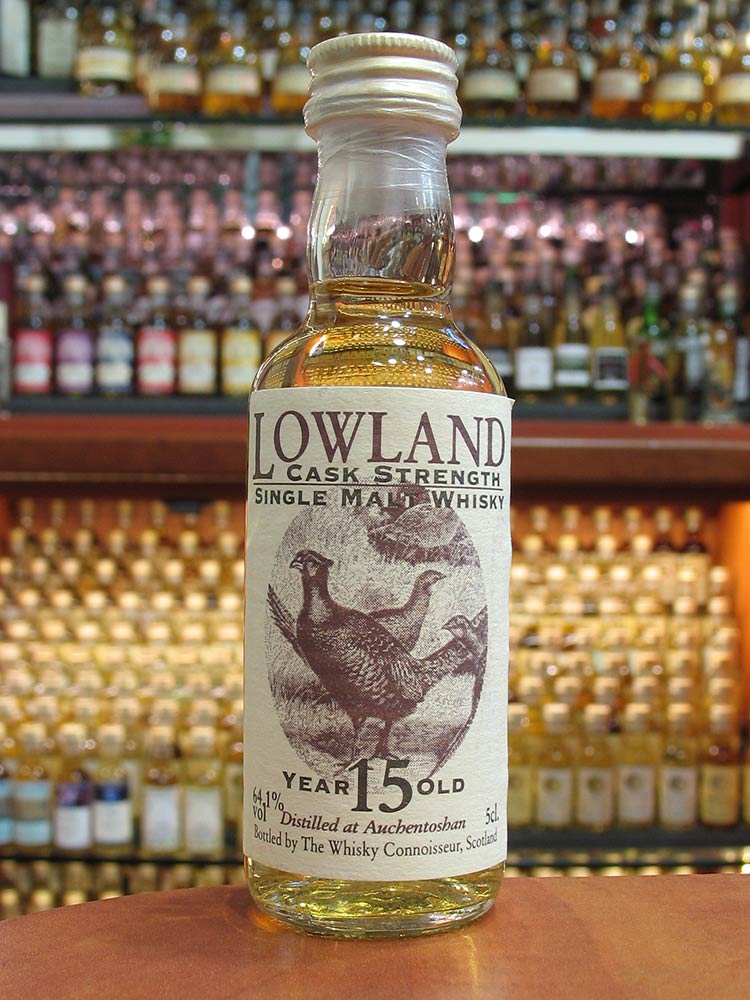 LOWLAND
CASK STRENGTH
SINGLE MALT WHISKY
YEAR 15 OLD
64,1%
vol
Distilled at Auchentoshan 5cl.
Bottled by The Whisky Connoisseur, Scotland